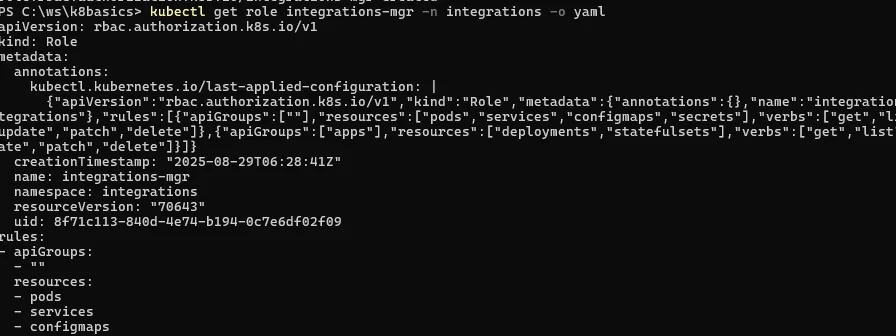 PS C:\ws\k8basics> kubectl get role integrations-mgr -n integrations -o yaml
apiVersion: rbac.authorization.k8s.io/v1
kind: Role
metadata:
  annotations:
    kubectl.kubernetes.io/last-applied-configuration: |
      {"apiVersion":"rbac.authorization.k8s.io/v1","kind":"Role","metadata":{"annotations":{},"name":"integration
tegrations"},"rules":[{"apiGroups":[""],"resources":["pods","services","configmaps","secrets"],"verbs":["get","li
update","patch","delete"]},{"apiGroups":["apps"],"resources":["deployments","statefulsets"],"verbs":["get","list
ate","patch","delete"]}]}
  creationTimestamp: "2025-08-29T06:28:41Z"
  name: integrations-mgr
  namespace: integrations
  resourceVersion: "70643"
  uid: 8f71c113-840d-4e74-b194-0c7e6df02f09
rules:
- apiGroups:
  - ""
  resources:
  - pods
  - services
  - configmaps